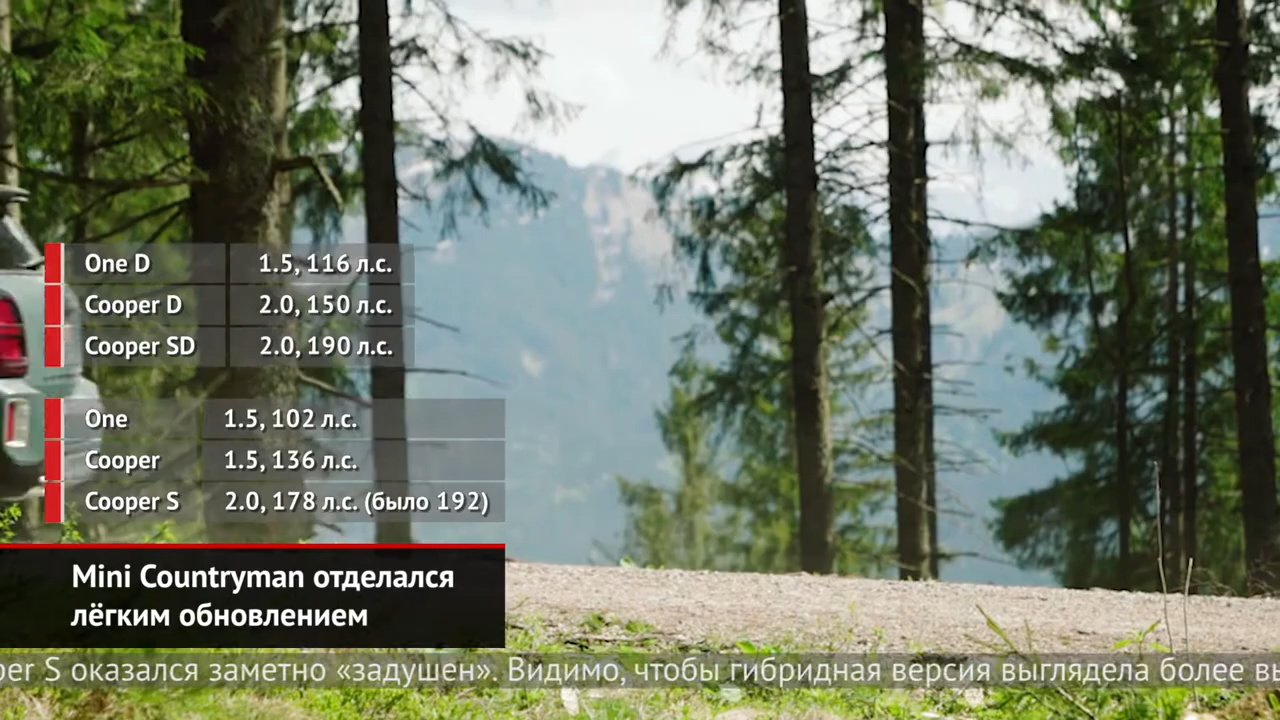 One D 1.5, 116 л.с.
Cooper D 2.0, 150 л.с.
Cooper SD 2.0, 190 л.с.
One 1.5, 102 л.с.
Cooper 1.5, 136 л.с.
Cooper S 2.0, 178 л.с. (было 192)
Mini Countryman отделался
лёгким обновлением
S оказался заметно «задушен». Видимо, чтобы гибридная версия выглядела более